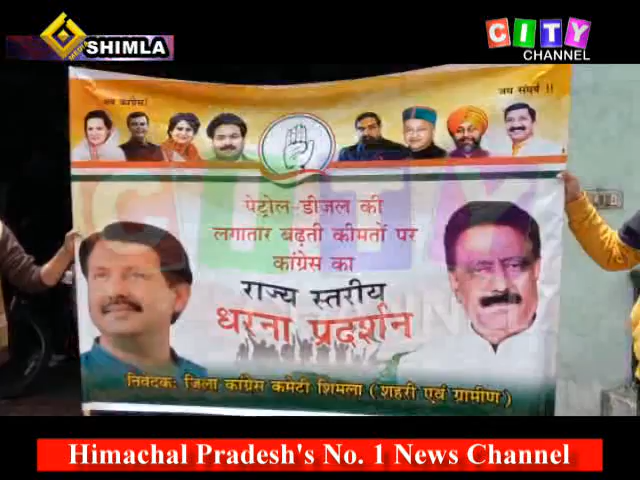 SHIMLA
MEDIA
CITY
CHANNEL
जय कांग्रेस!
जय संघर्ष !!
पेट्रोल-डीजल की
लगातार बढ़ती कीमतों पर
कांग्रेस का
राज्य स्तरीय
धरना प्रदर्शन
निवेदक: जिला कांग्रेस कमेटी शिमला (शहरी एवं ग्रामीण)
Himachal Pradesh's No. 1 News Channel